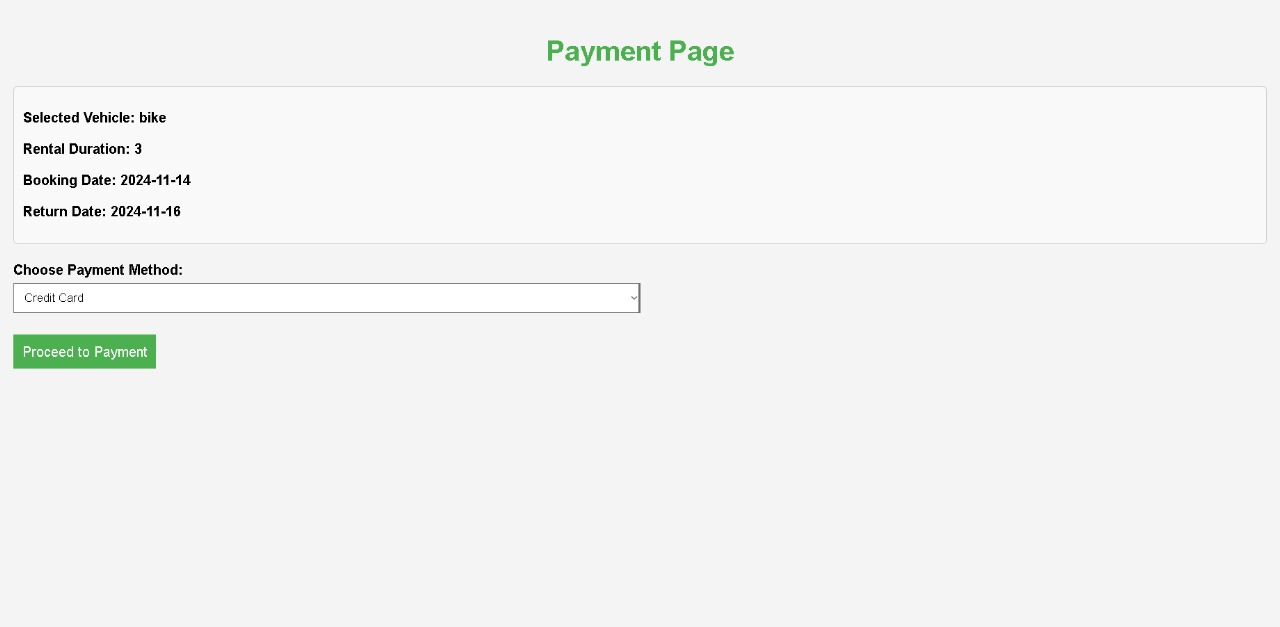 Payment Page
Selected Vehicle: bike
Rental Duration: 3
Booking Date: 2024-11-14
Return Date: 2024-11-16
Choose Payment Method:
Credit Card
Proceed to Payment